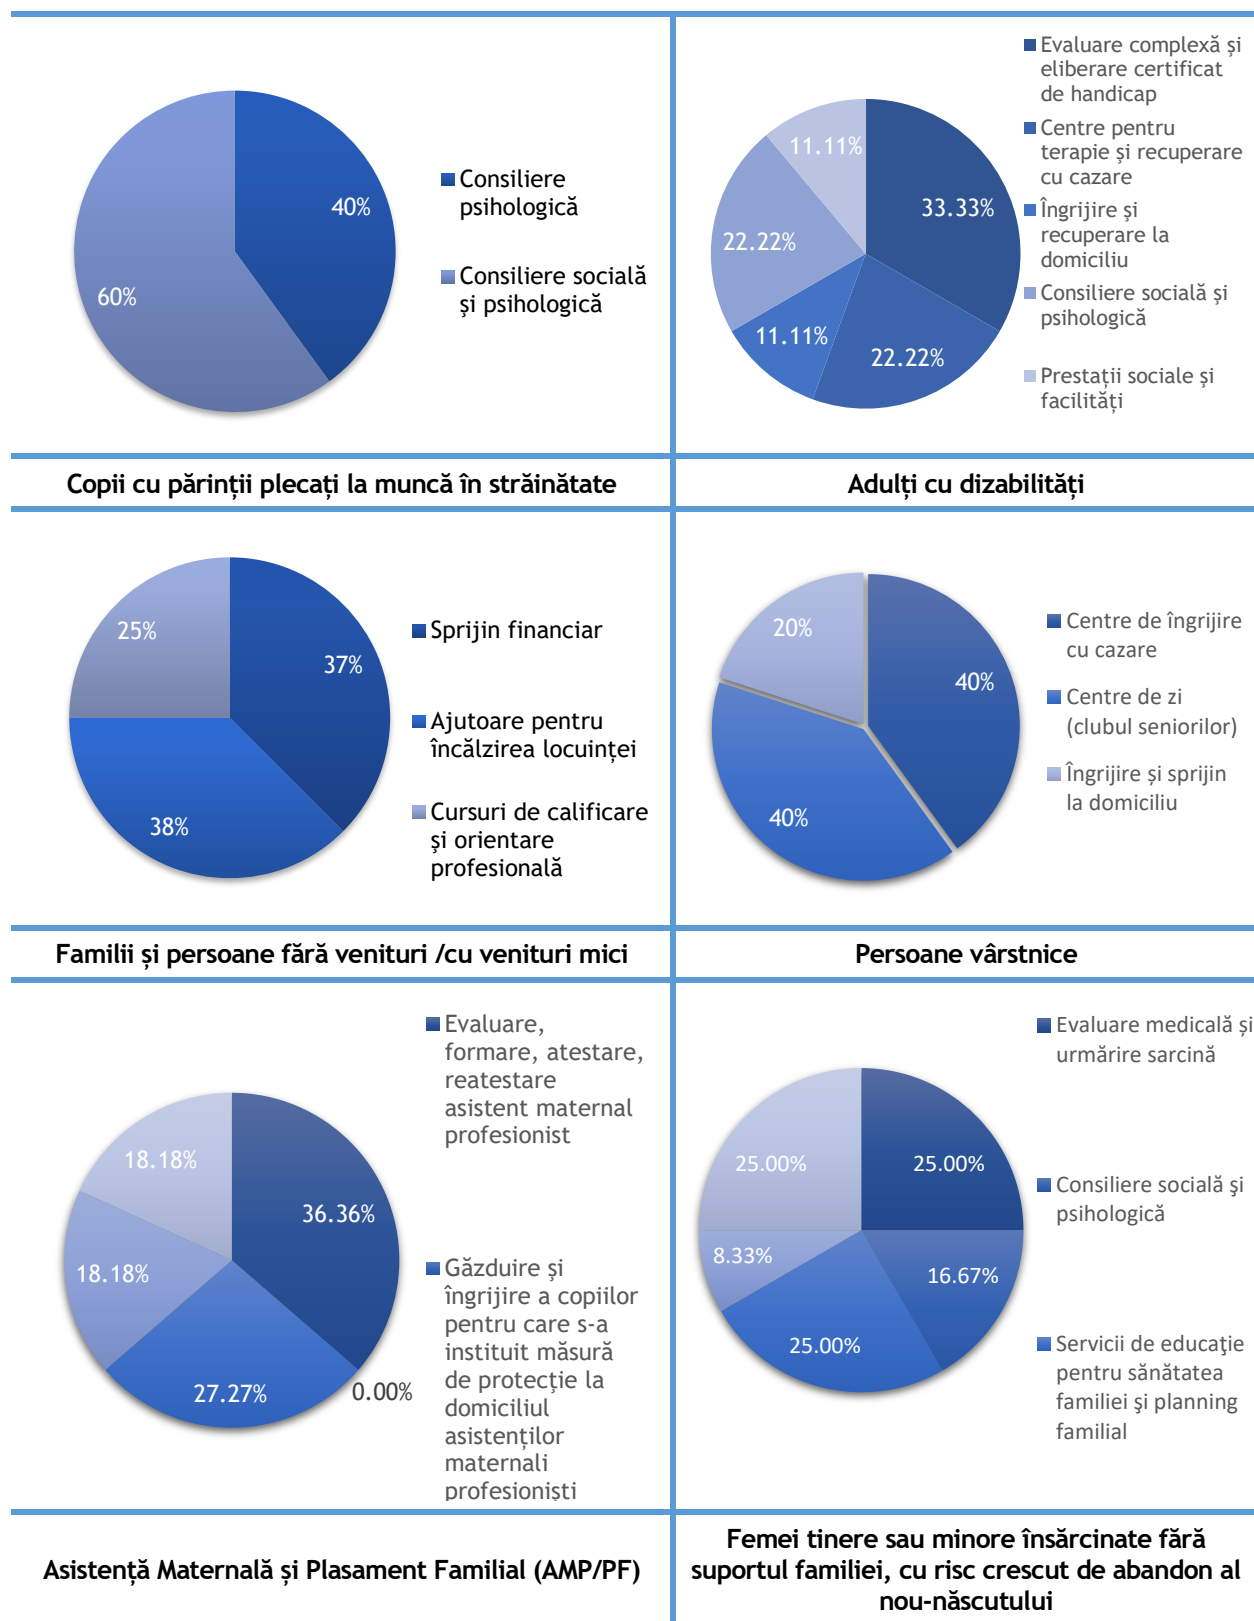 40%
60%
Consiliere
psihologică
Consiliere socială
și psihologică
33.33%
22.22%
11.11%
22.22%
11.11%
Evaluare complexă și
eliberare certificat
de handicap
Centre pentru
terapie și recuperare
cu cazare
Îngrijire și
recuperare la
domiciliu
Consiliere socială și
psihologică
Prestații sociale și
facilități
Copii cu părinții plecați la muncă în străinătate
Adulți cu dizabilități
37%
38%
25%
Sprijin financiar
Ajutoare pentru
încălzirea locuinței
Cursuri de calificare
și orientare
profesională
40%
40%
20%
Centre de îngrijire
cu cazare
Centre de zi
(clubul seniorilor)
Îngrijire și sprijin
la domiciliu
Familii și persoane fără venituri /cu venituri mici
Persoane vârstnice
36.36%
0.00%
27.27%
18.18%
18.18%
Evaluare,
formare, atestare,
reatestare
asistent maternal
profesionist
Găzduire și
îngrijire a copiilor
pentru care s-a
instituit măsură
de protecție la
domiciliul
asistenților
maternali
profesioniști
25.00%
16.67%
25.00%
8.33%
25.00%
Evaluare medicală și
urmărire sarcină
Consiliere socială şi
psihologică
Servicii de educaţie
pentru sănătatea
familiei şi planning
familial
Asistență Maternală și Plasament Familial (AMP/PF)
Femei tinere sau minore însărcinate fără
suportul familiei, cu risc crescut de abandon al
nou-născutului